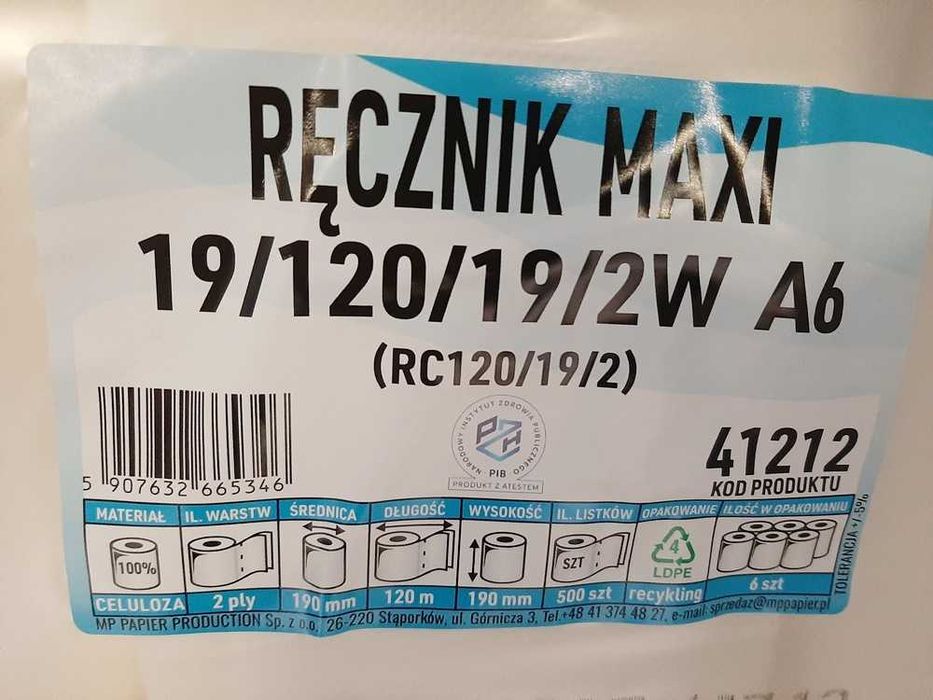 RĘCZNIK MAXI
19/120/19/2W A6
(RC120/19/2)
NARODOWY INSTYTUT ZDROWIA PUBLICZNEGO
PZH
PIB
PRODUKT Z ATESTEM
5 907632 665346
41212
KOD PRODUKTU
MATERIAŁ IL. WARSTW ŚREDNICA DŁUGOŚĆ WYSOKOŚĆ IL. LISTKÓW OPAKOWANIE ILOŚĆ W OPAKOWANIU
100% SZT 4
LDPE
CELULOZA 2 ply 190 mm 120 m 190 mm 500 szt recykling 6 szt
TOLERANCJA +/-5%
MP PAPIER PRODUCTION Sp. z o.o. 26-220 Stąporków, ul. Górnicza 3, Tel.+48 41 374 48 27, e-mail: sprzedaz@mppapier.pl